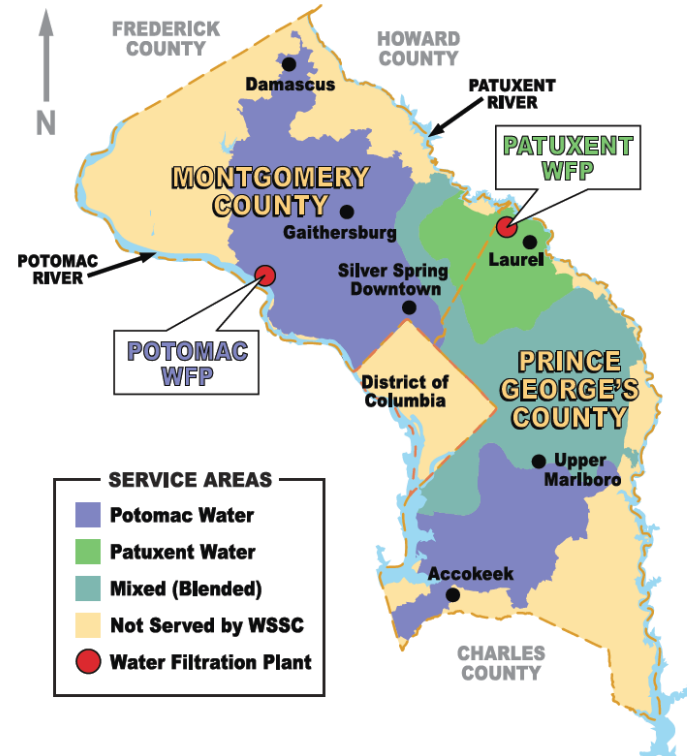 FREDERICK
COUNTY
HOWARD
COUNTY
Damascus
PATUXENT
RIVER
N
PATUXENT
WFP
MONTGOMERY
COUNTY
Gaithersburg
Laurel
POTOMAC
RIVER
Silver Spring
Downtown
POTOMAC
WFP
District of
Columbia
PRINCE
GEORGE'S
COUNTY
Upper
Marlboro
SERVICE AREAS
Potomac Water
Patuxent Water
Mixed (Blended)
Not Served by WSSC
Water Filtration Plant
Accokeek
CHARLES
COUNTY